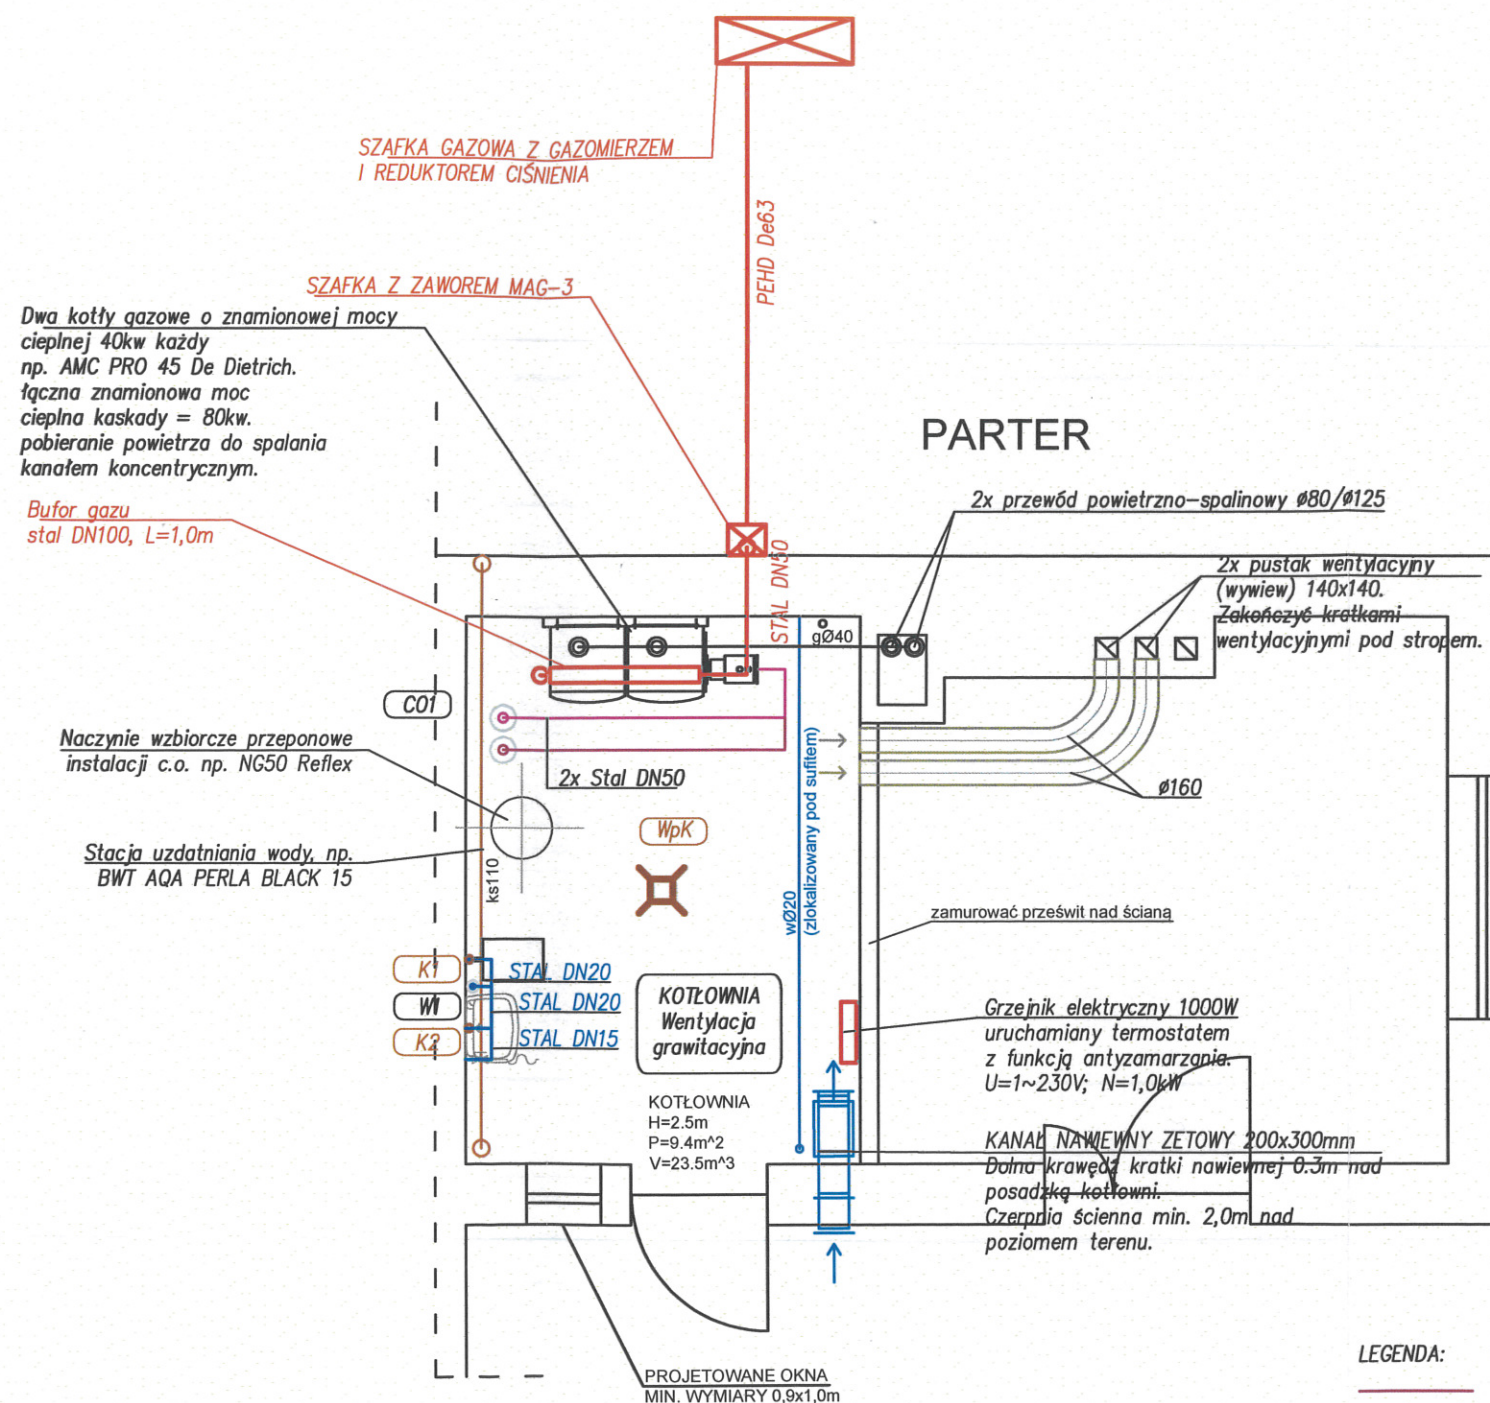 SZAFKA GAZOWA Z GAZOMIERZEM
I REDUKTOREM CIŚNIENIA
PEHD De63
SZAFKA Z ZAWOREM MAG-3
Dwa kotły gazowe o znamionowej mocy
cieplnej 40kw każdy
np. AMC PRO 45 De Dietrich.
łączna znamionowa moc
cieplna kaskady = 80kw.
pobieranie powietrza do spalania
kanałem koncentrycznym.
Bufor gazu
stal DN100, L=1,0m
PARTER
2x przewód powietrzno-spalinowy ø80/ø125
STAL DN50
2x pustak wentylacyjny
(wywiew) 140x140.
Zakończyć kratkami
wentylacyjnymi pod stropem.
gØ40
CO1
Naczynie wzbiorcze przeponowe
instalacji c.o. np. NG50 Reflex
2x Stal DN50
ø160
WpK
wØ20
(zlokalizowany pod sufitem)
Stacja uzdatniania wody, np.
BWT AQA PERLA BLACK 15
ks110
zamurować prześwit nad ścianą
K1
STAL DN20
W1
STAL DN20
K2
STAL DN15
KOTŁOWNIA
Wentylacja
grawitacyjna
Grzejnik elektryczny 1000W
uruchamiany termostatem
z funkcją antyzamarzania.
U=1~230V; N=1,0kW
KOTŁOWNIA
H=2.5m
P=9.4m^2
V=23.5m^3
KANAŁ NAWIEWNY ZETOWY 200x300mm
Dolna krawędź kratki nawiewnej 0.3m nad
posadzką kotłowni.
Czerpnia ścienna min. 2,0m nad
poziomem terenu.
PROJETOWANE OKNA
MIN. WYMIARY 0,9x1,0m
LEGENDA: